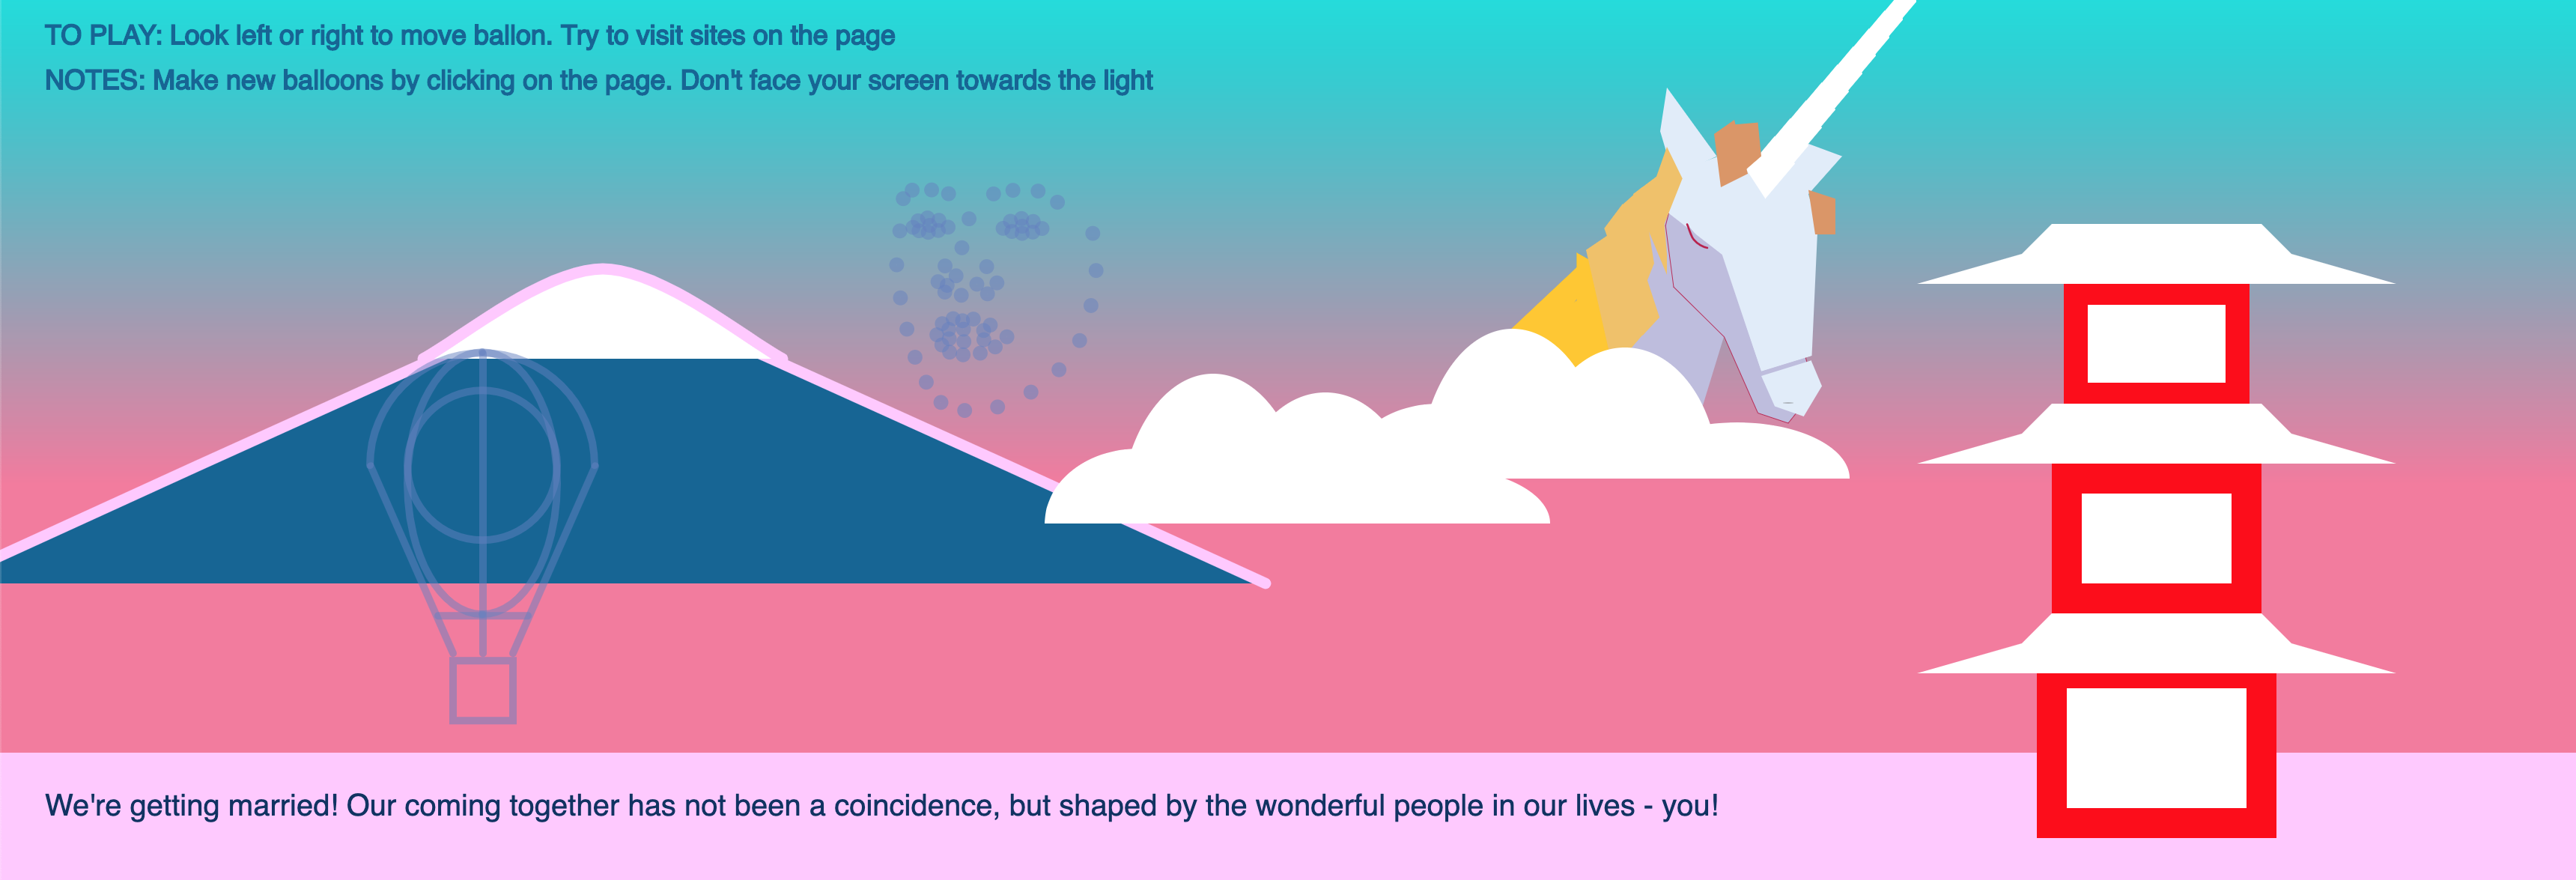 TO PLAY: Look left or right to move ballon. Try to visit sites on the page
NOTES: Make new balloons by clicking on the page. Don't face your screen towards the light
We're getting married! Our coming together has not been a coincidence, but shaped by the wonderful people in our lives - you!